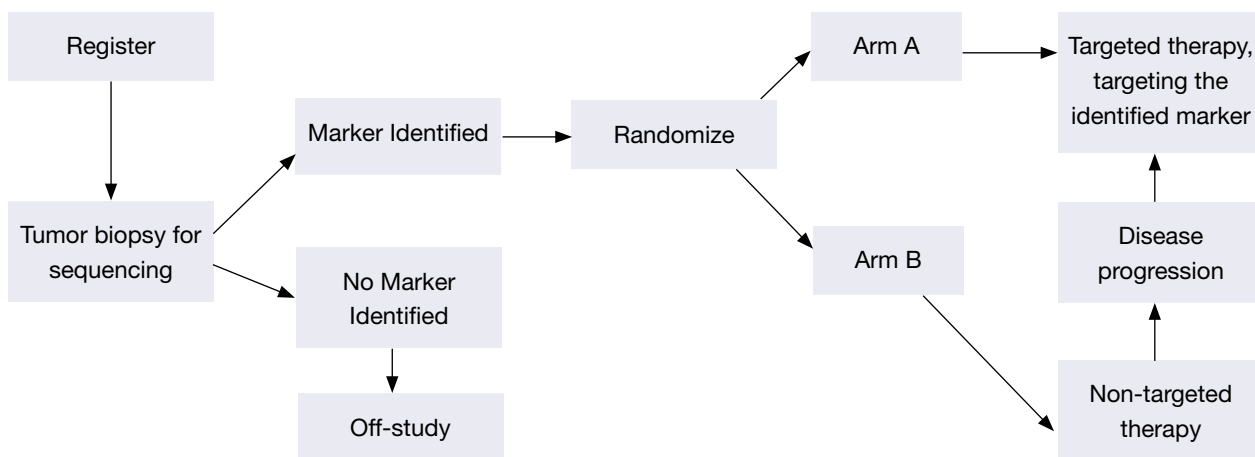 Register
Tumor biopsy for
sequencing
Marker Identified
No Marker
Identified
Off-study
Randomize
Arm A
Arm B
Targeted therapy,
targeting the
identified marker
Disease
progression
Non-targeted
therapy